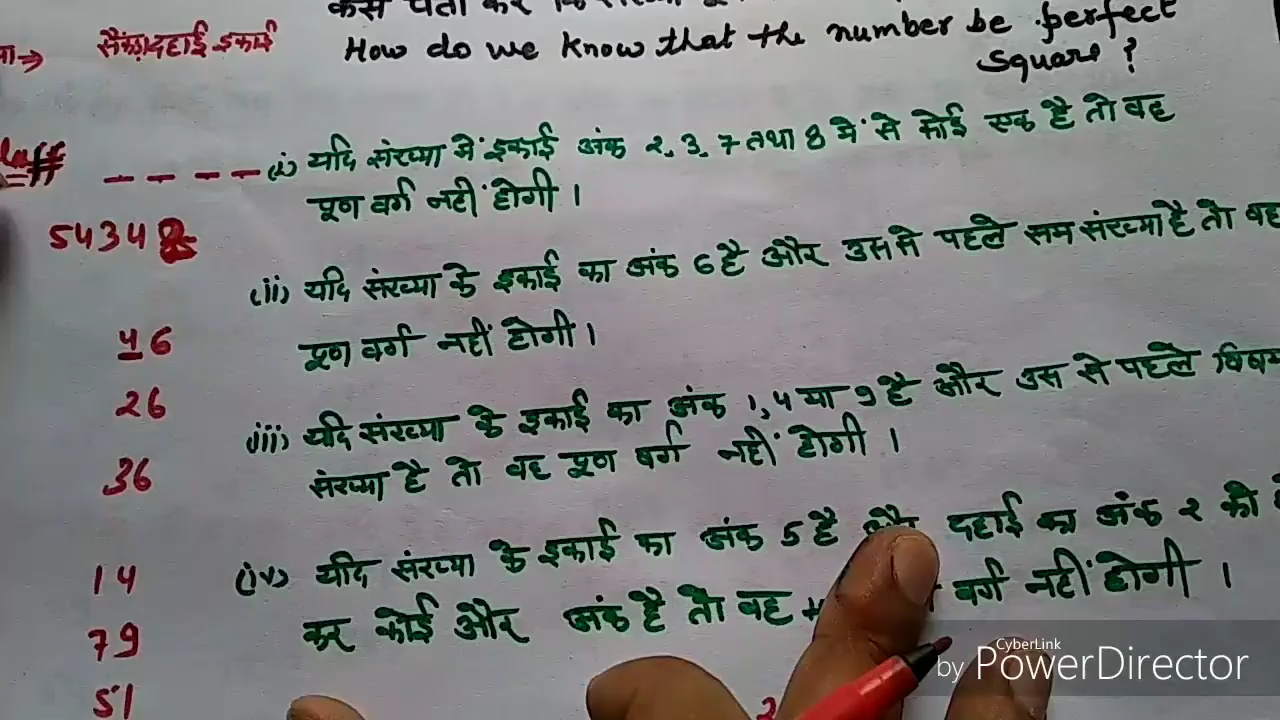 सैंकड़ा दहाई इकाई
How do we know that the number be perfect
square?
(i) यदि संख्या में इकाई अंक 2, 3, 7 तथा 8 में से कोई एक है तो वह
पूण वर्ग नहीं होगी।
5434
(ii) यदि संख्या के इकाई का अंक 6 है और उस से पहले सम संख्या है तो वह
46
पूण वर्ग नहीं होगी।
26
(iii) यदि संख्या के इकाई का अंक 1, 4 या 9 है और उस से पहले विषम
36
संख्या है तो वह पूण वर्ग नहीं होगी।
14
(iv) यदि संख्या के इकाई का अंक 5 है और दहाई का अंक 2 को
79
कर कोई और अंक है तो वह वर्ग नहीं होगी।
51
CyberLink
by PowerDirector